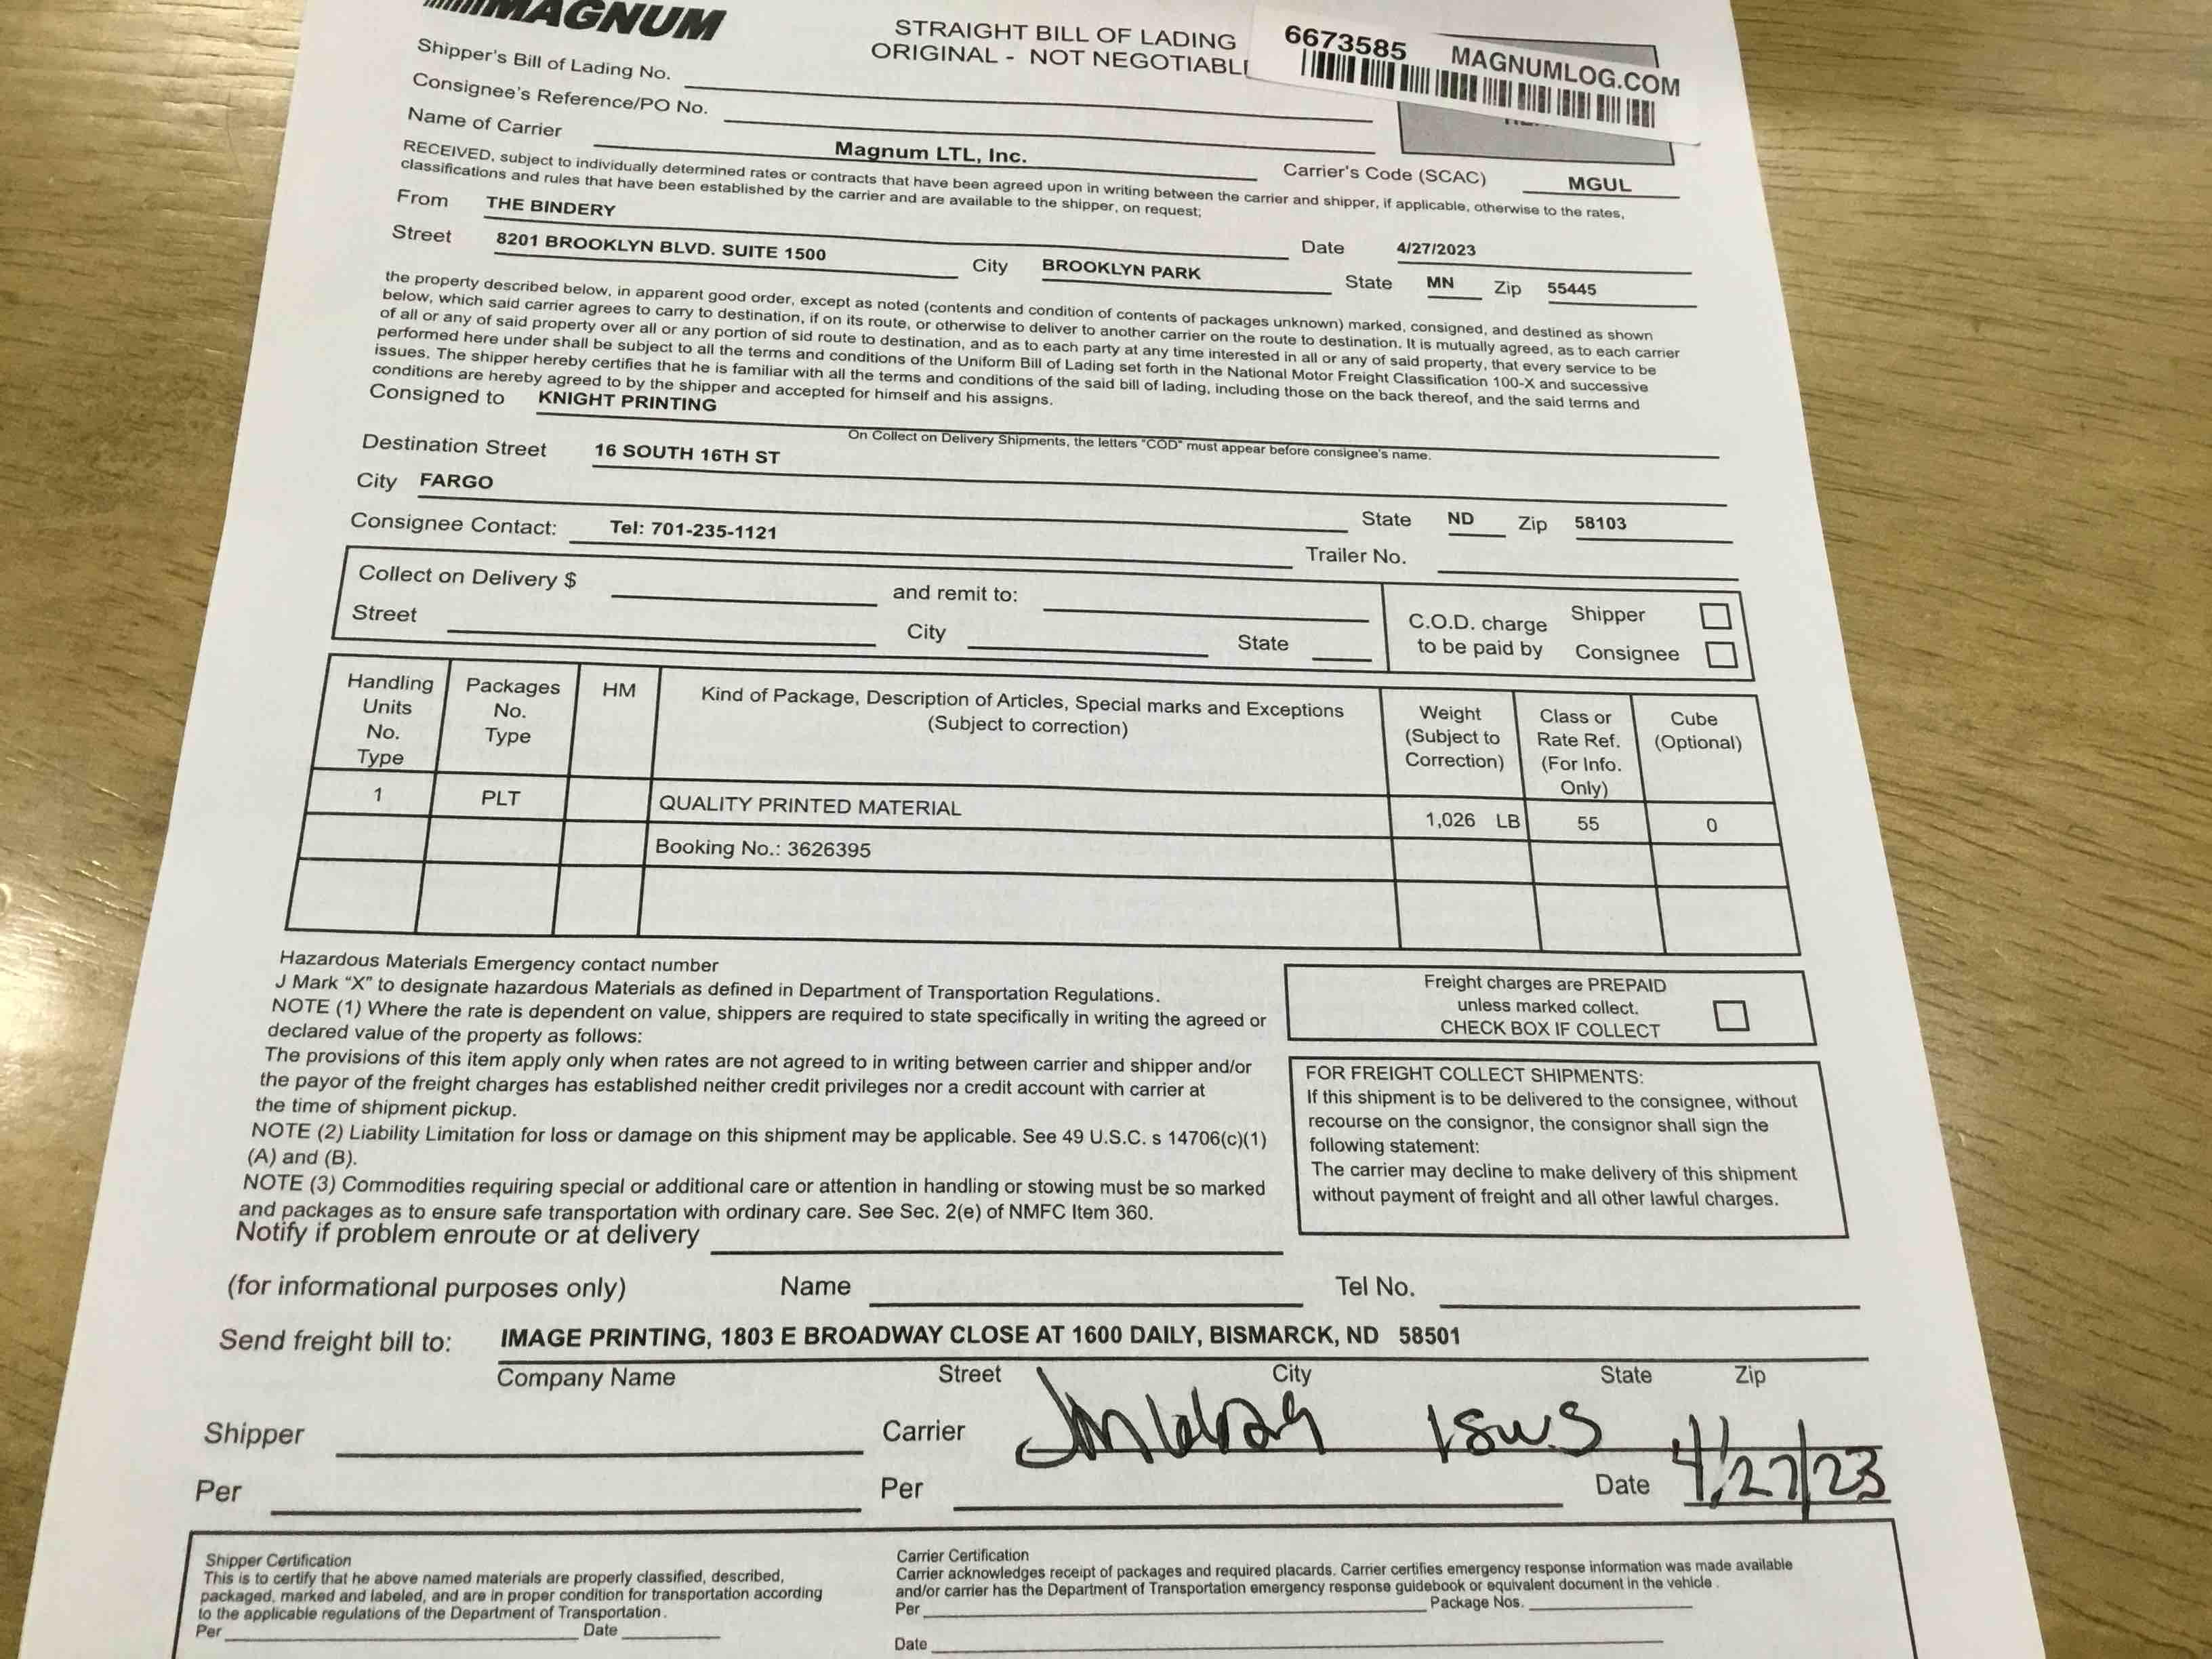 MAGNUM
STRAIGHT BILL OF LADING
ORIGINAL - NOT NEGOTIABL
6673585 MAGNUMLOG.COM
Shipper's Bill of Lading No.
Consignee's Reference/PO No.
Name of Carrier Magnum LTL, Inc. Carrier's Code (SCAC) MGUL
RECEIVED, subject to individually determined rates or contracts that have been agreed upon in writing between the carrier and shipper, if applicable, otherwise to the rates,
classifications and rules that have been established by the carrier and are available to the shipper, on request;
From THE BINDERY Date 4/27/2023
Street 8201 BROOKLYN BLVD. SUITE 1500 City BROOKLYN PARK State MN Zip 55445
the property described below, in apparent good order, except as noted (contents and condition of contents of packages unknown) marked, consigned, and destined as shown
below, which said carrier agrees to carry to destination, if on its route, or otherwise to deliver to another carrier on the route to destination. It is mutually agreed, as to each carrier
of all or any of said property over all or any portion of sid route to destination, and as to each party at any time interested in all or any of said property, that every service to be
performed here under shall be subject to all the terms and conditions of the Uniform Bill of Lading set forth in the National Motor Freight Classification 100-X and successive
issues. The shipper hereby certifies that he is familiar with all the terms and conditions of the said bill of lading, including those on the back thereof, and the said terms and
conditions are hereby agreed to by the shipper and accepted for himself and his assigns.
Consigned to KNIGHT PRINTING
On Collect on Delivery Shipments, the letters "COD" must appear before consignee's name.
Destination Street 16 SOUTH 16TH ST
City FARGO State ND Zip 58103
Consignee Contact: Tel: 701-235-1121 Trailer No.
Collect on Delivery $ and remit to:
Street City State
C.O.D. charge Shipper
to be paid by Consignee
Handling Units No. Type
Packages No. Type
HM
Kind of Package, Description of Articles, Special marks and Exceptions
(Subject to correction)
Weight (Subject to Correction)
Class or Rate Ref. (For Info. Only)
Cube (Optional)
1 PLT QUALITY PRINTED MATERIAL 1,026 LB 55 0
Booking No.: 3626395
Hazardous Materials Emergency contact number
J Mark “X” to designate hazardous Materials as defined in Department of Transportation Regulations.
NOTE (1) Where the rate is dependent on value, shippers are required to state specifically in writing the agreed or
declared value of the property as follows:
The provisions of this item apply only when rates are not agreed to in writing between carrier and shipper and/or
the payor of the freight charges has established neither credit privileges nor a credit account with carrier at
the time of shipment pickup.
NOTE (2) Liability Limitation for loss or damage on this shipment may be applicable. See 49 U.S.C. s 14706(c)(1)
(A) and (B).
NOTE (3) Commodities requiring special or additional care or attention in handling or stowing must be so marked
and packages as to ensure safe transportation with ordinary care. See Sec. 2(e) of NMFC Item 360.
Freight charges are PREPAID
unless marked collect.
CHECK BOX IF COLLECT
FOR FREIGHT COLLECT SHIPMENTS:
If this shipment is to be delivered to the consignee, without
recourse on the consignor, the consignor shall sign the
following statement:
The carrier may decline to make delivery of this shipment
without payment of freight and all other lawful charges.
Notify if problem enroute or at delivery
(for informational purposes only) Name Tel No.
Send freight bill to: IMAGE PRINTING, 1803 E BROADWAY CLOSE AT 1600 DAILY, BISMARCK, ND 58501
Company Name Street City State Zip
Shipper Carrier
Per Per Date 4/27/23
Shipper Certification
This is to certify that he above named materials are properly classified, described,
packaged, marked and labeled, and are in proper condition for transportation according
to the applicable regulations of the Department of Transportation.
Per Date
Carrier Certification
Carrier acknowledges receipt of packages and required placards. Carrier certifies emergency response information was made available
and/or carrier has the Department of Transportation emergency response guidebook or equivalent document in the vehicle.
Per Package Nos.
Date